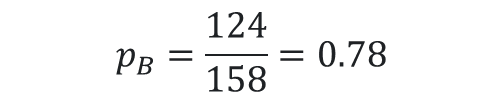 p_B = 124/158 = 0.78